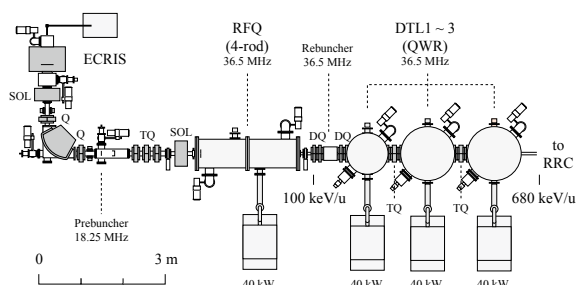 RFQ
(4-rod)
36.5 MHz
DTL1 ~ 3
(QWR)
36.5 MHz
Rebuncher
36.5 MHz
ECRIS
SOL
Q
Q
TQ
SOL
DQ
DQ
to
RRC
100 keV/u
680 keV/u
TQ
TQ
Prebuncher
18.25 MHz
0
3 m
40 kW
40 kW
40 kW
40 kW